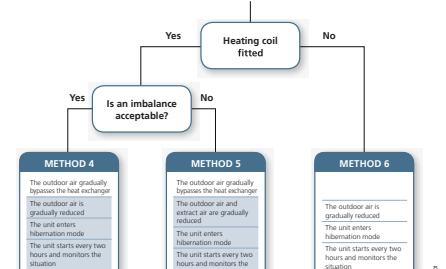 Yes
Heating coil
fitted
No
Yes
Is an imbalance
acceptable?
No
METHOD 4
The outdoor air gradually
bypasses the heat exchanger
The outdoor air is
gradually reduced
The unit enters
hibernation mode
The unit starts every two
hours and monitors the
situation
METHOD 5
The outdoor air gradually
bypasses the heat exchanger
The outdoor air and
extract air are gradually
reduced
The unit enters
hibernation mode
The unit starts every two
hours and monitors the
METHOD 6
The outdoor air is
gradually reduced
The unit enters
hibernation mode
The unit starts every two
hours and monitors the
situation